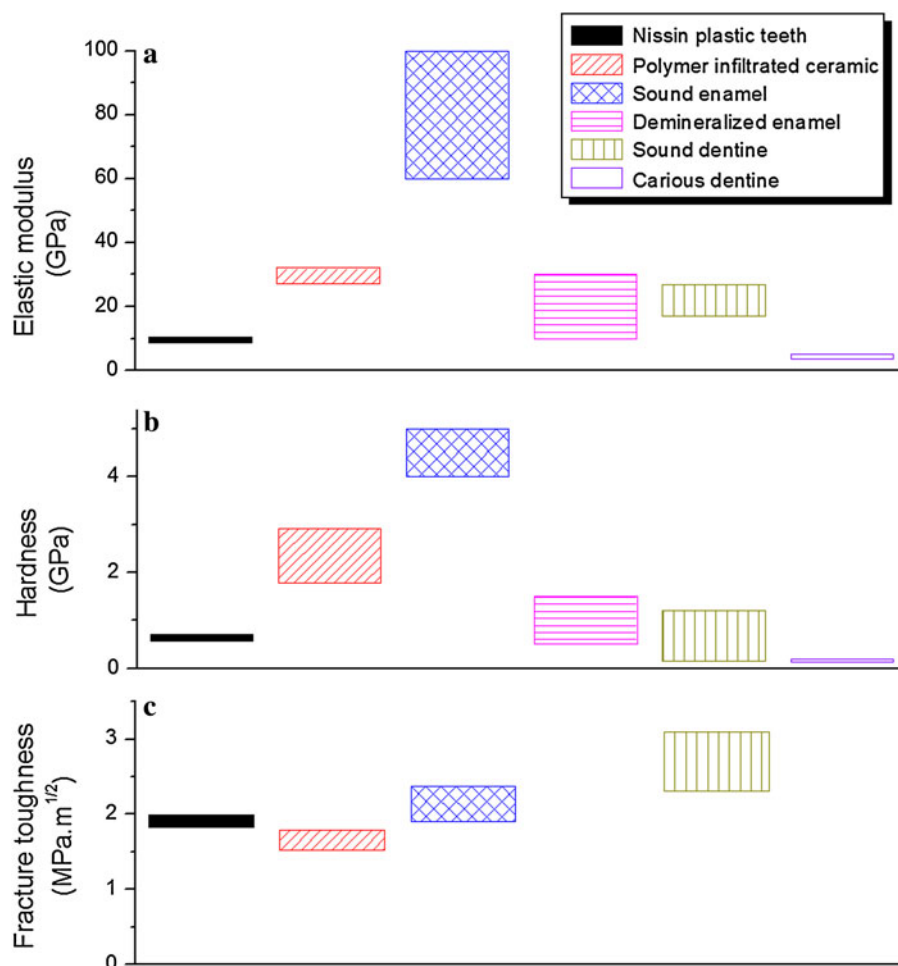 a
100
80
60
40
20
0
Elastic modulus
(GPa)
Nissin plastic teeth
Polymer infiltrated ceramic
Sound enamel
Demineralized enamel
Sound dentine
Carious dentine
b
4
2
0
Hardness
(GPa)
c
3
2
1
0
Fracture toughness
(MPa.m^1/2)